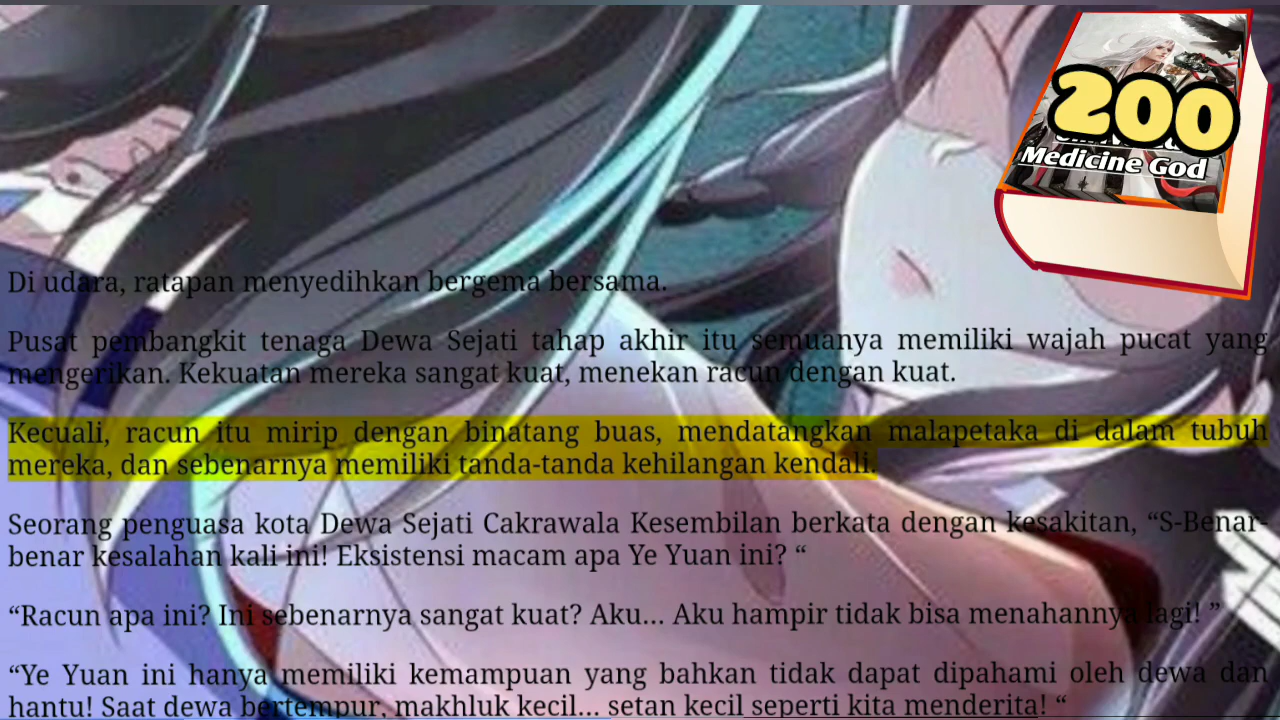 200
Medicine God
Di udara, ratapan menyedihkan bergema bersama.
Pusat pembangkit tenaga Dewa Sejati tahap akhir itu semuanya memiliki wajah pucat yang
mengerikan. Kekuatan mereka sangat kuat, menekan racun dengan kuat.
Kecuali, racun itu mirip dengan binatang buas, mendatangkan malapetaka di dalam tubuh
mereka, dan sebenarnya memiliki tanda-tanda kehilangan kendali.
Seorang penguasa kota Dewa Sejati Cakrawala Kesembilan berkata dengan kesakitan, “S-Benar-
benar kesalahan kali ini! Eksistensi macam apa Ye Yuan ini? “
“Racun apa ini? Ini sebenarnya sangat kuat? Aku… Aku hampir tidak bisa menahannya lagi! ”
“Ye Yuan ini hanya memiliki kemampuan yang bahkan tidak dapat dipahami oleh dewa dan
hantu! Saat dewa bertempur, makhluk kecil… setan kecil seperti kita menderita! “